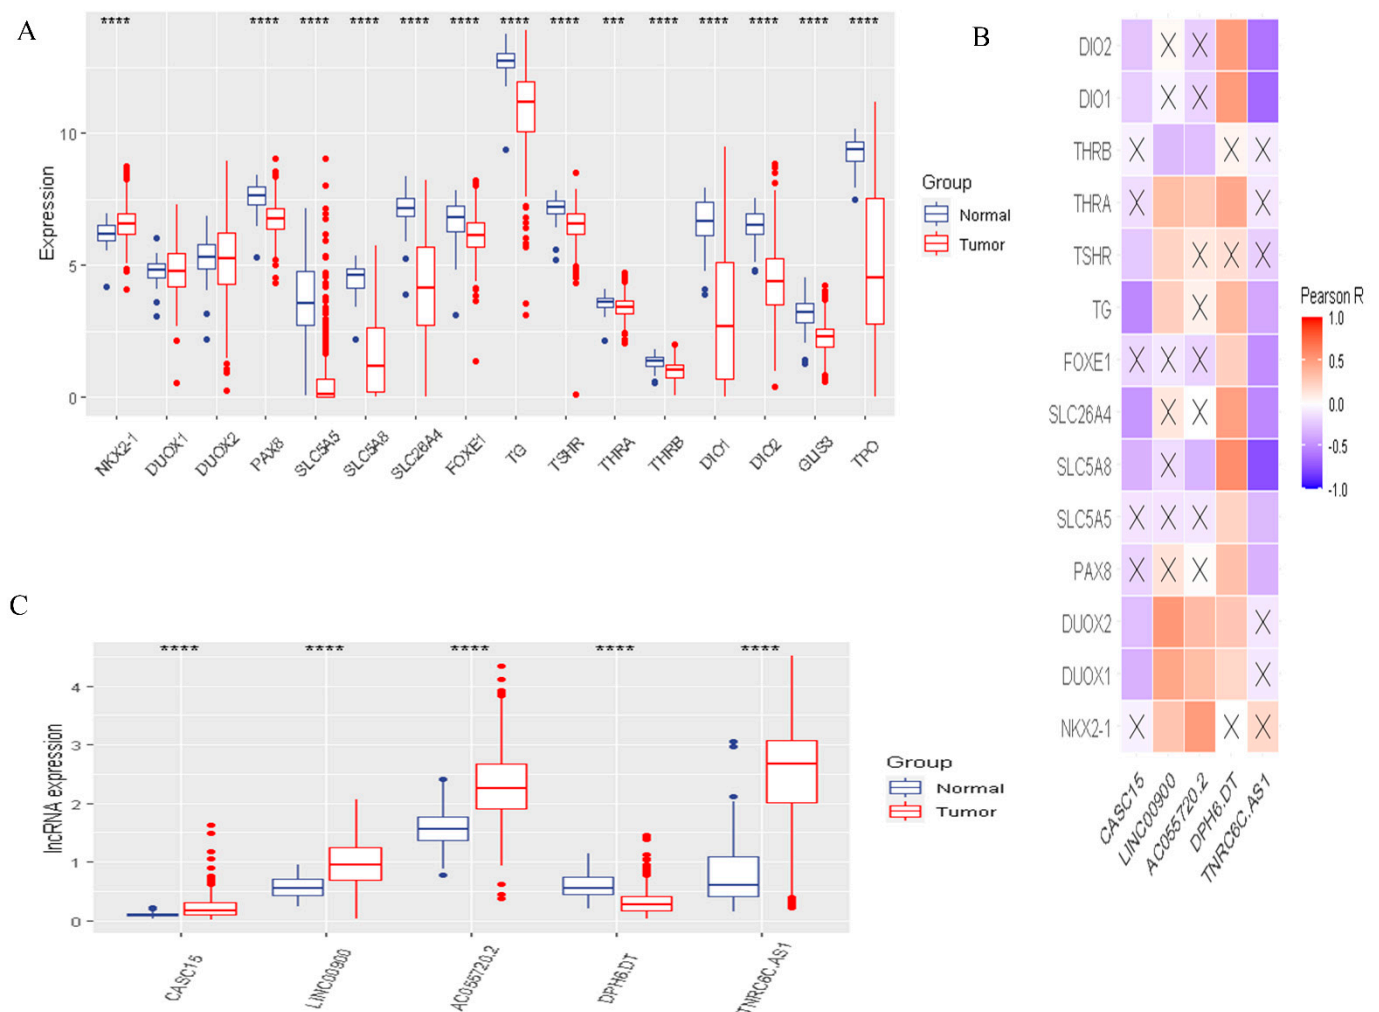 A
**** **** **** **** **** **** **** **** *** **** **** **** **** ****
Expression
10
5
0
NKX2-1 DUOX1 DUOX2 PAX8 SLC5A5 SLC5A8 SLC26A4 FOXE1 TG TSHR THRA THRB DIO1 DIO2 GLIS3 TPO
Group
Normal
Tumor
B
DIO2
DIO1
THRB
THRA
TSHR
TG
FOXE1
SLC26A4
SLC5A8
SLC5A5
PAX8
DUOX2
DUOX1
NKX2-1
CASC15 LINC00900 AC055720.2 DPH6.DT TNRC6C.AS1
Pearson R
1.0
0.5
0.0
-0.5
-1.0
C
**** **** **** **** ****
lncRNA expression
4
3
2
1
0
CASC15 LINC00900 AC055720.2 DPH6.DT TNRC6C.AS1
Group
Normal
Tumor